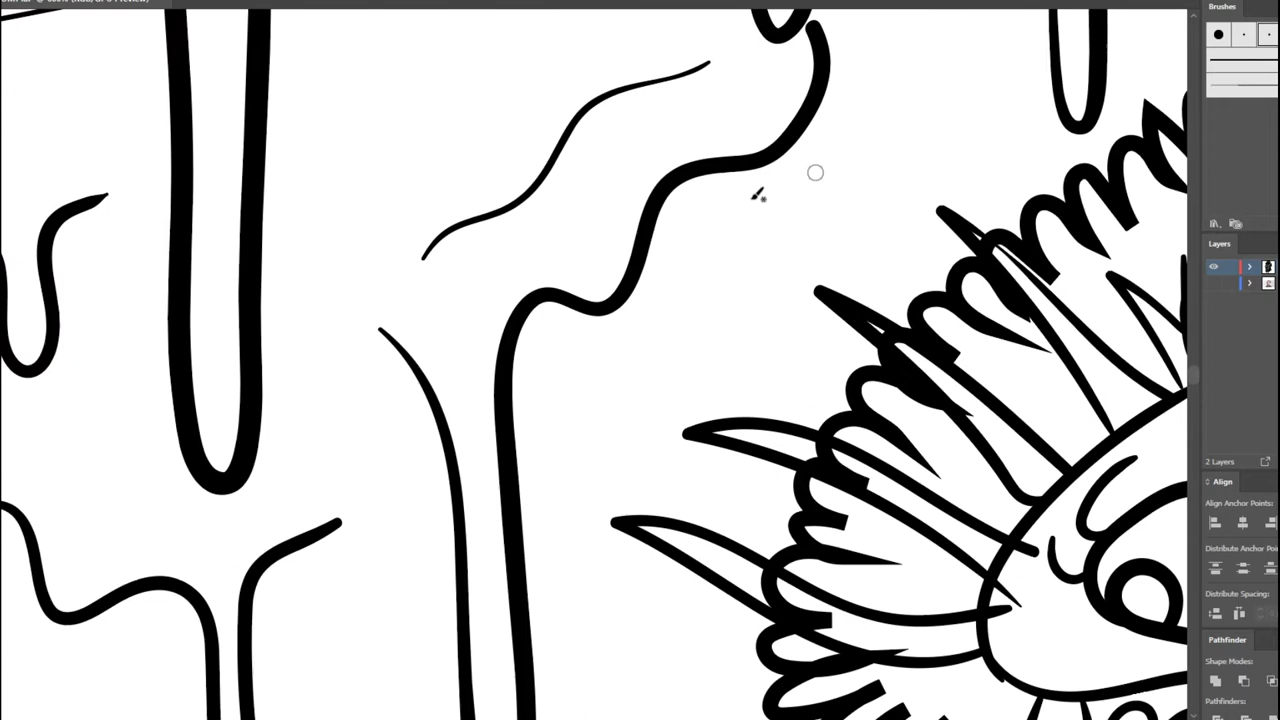 Brushes
Layers
2 Layers
Align
Align Anchor Points:
Distribute Anchor Poi
Distribute Spacing:
Pathfinder
Shape Modes:
Pathfinders: